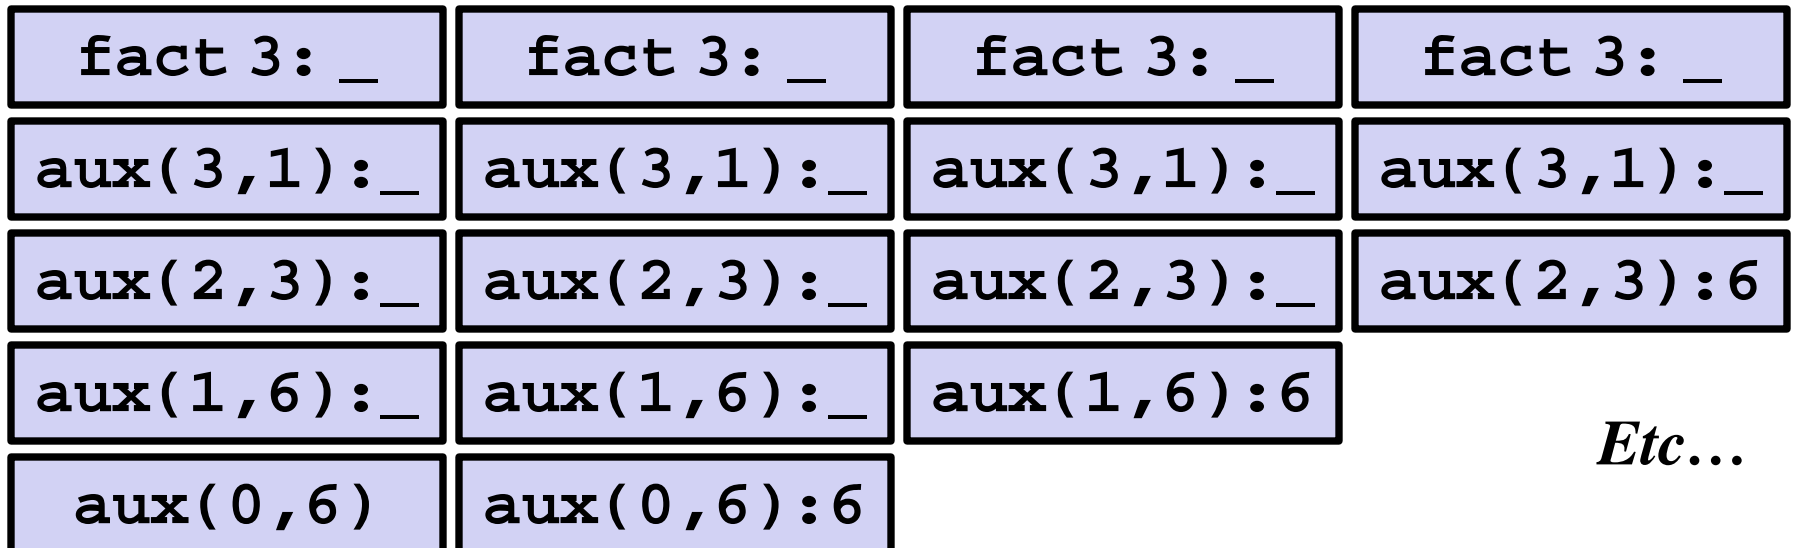 fact 3:_ fact 3:_ fact 3:_ fact 3:_
aux(3,1):_ aux(3,1):_ aux(3,1):_ aux(3,1):_
aux(2,3):_ aux(2,3):_ aux(2,3):_ aux(2,3):6
aux(1,6):_ aux(1,6):_ aux(1,6):6
Etc…
aux(0,6) aux(0,6):6